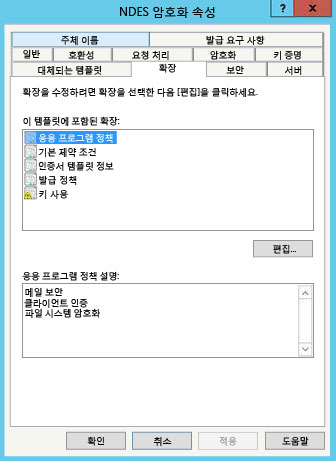 NDES 암호화 속성
?
주체 이름 발급 요구 사항
일반 호환성 요청 처리 암호화 키 증명
대체되는 템플릿 확장 보안 서버
확장을 수정하려면 확장을 선택한 다음 [편집]을 클릭하세요.
이 템플릿에 포함된 확장:
응용 프로그램 정책
기본 제약 조건
인증서 템플릿 정보
발급 정책
키 사용
편집...
응용 프로그램 정책 설명:
메일 보안
클라이언트 인증
파일 시스템 암호화
확인 취소 적용 도움말